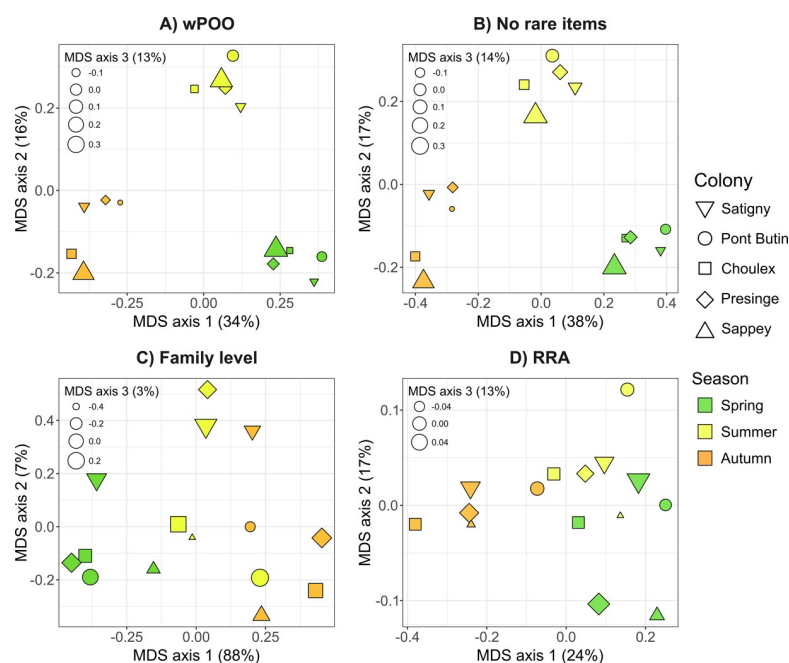 A) wPOO
MDS axis 3 (13%)
-0.1
0.0
0.1
0.2
0.3
0.2
0.0
-0.2
MDS axis 2 (16%)
-0.25
0.00
0.25
MDS axis 1 (34%)
B) No rare items
MDS axis 3 (14%)
-0.1
0.0
0.1
0.2
0.3
0.2
0.0
-0.2
MDS axis 2 (17%)
-0.4
-0.2
0.0
0.2
0.4
MDS axis 1 (38%)
C) Family level
MDS axis 3 (3%)
-0.4
-0.2
0.0
0.2
0.4
0.2
0.0
-0.2
MDS axis 2 (7%)
-0.25
0.00
0.25
MDS axis 1 (88%)
D) RRA
MDS axis 3 (13%)
-0.04
0.00
0.04
0.1
0.0
-0.1
MDS axis 2 (17%)
-0.4
-0.2
0.0
0.2
MDS axis 1 (24%)
Colony
Satigny
Pont Butin
Choulex
Presinge
Sappey
Season
Spring
Summer
Autumn